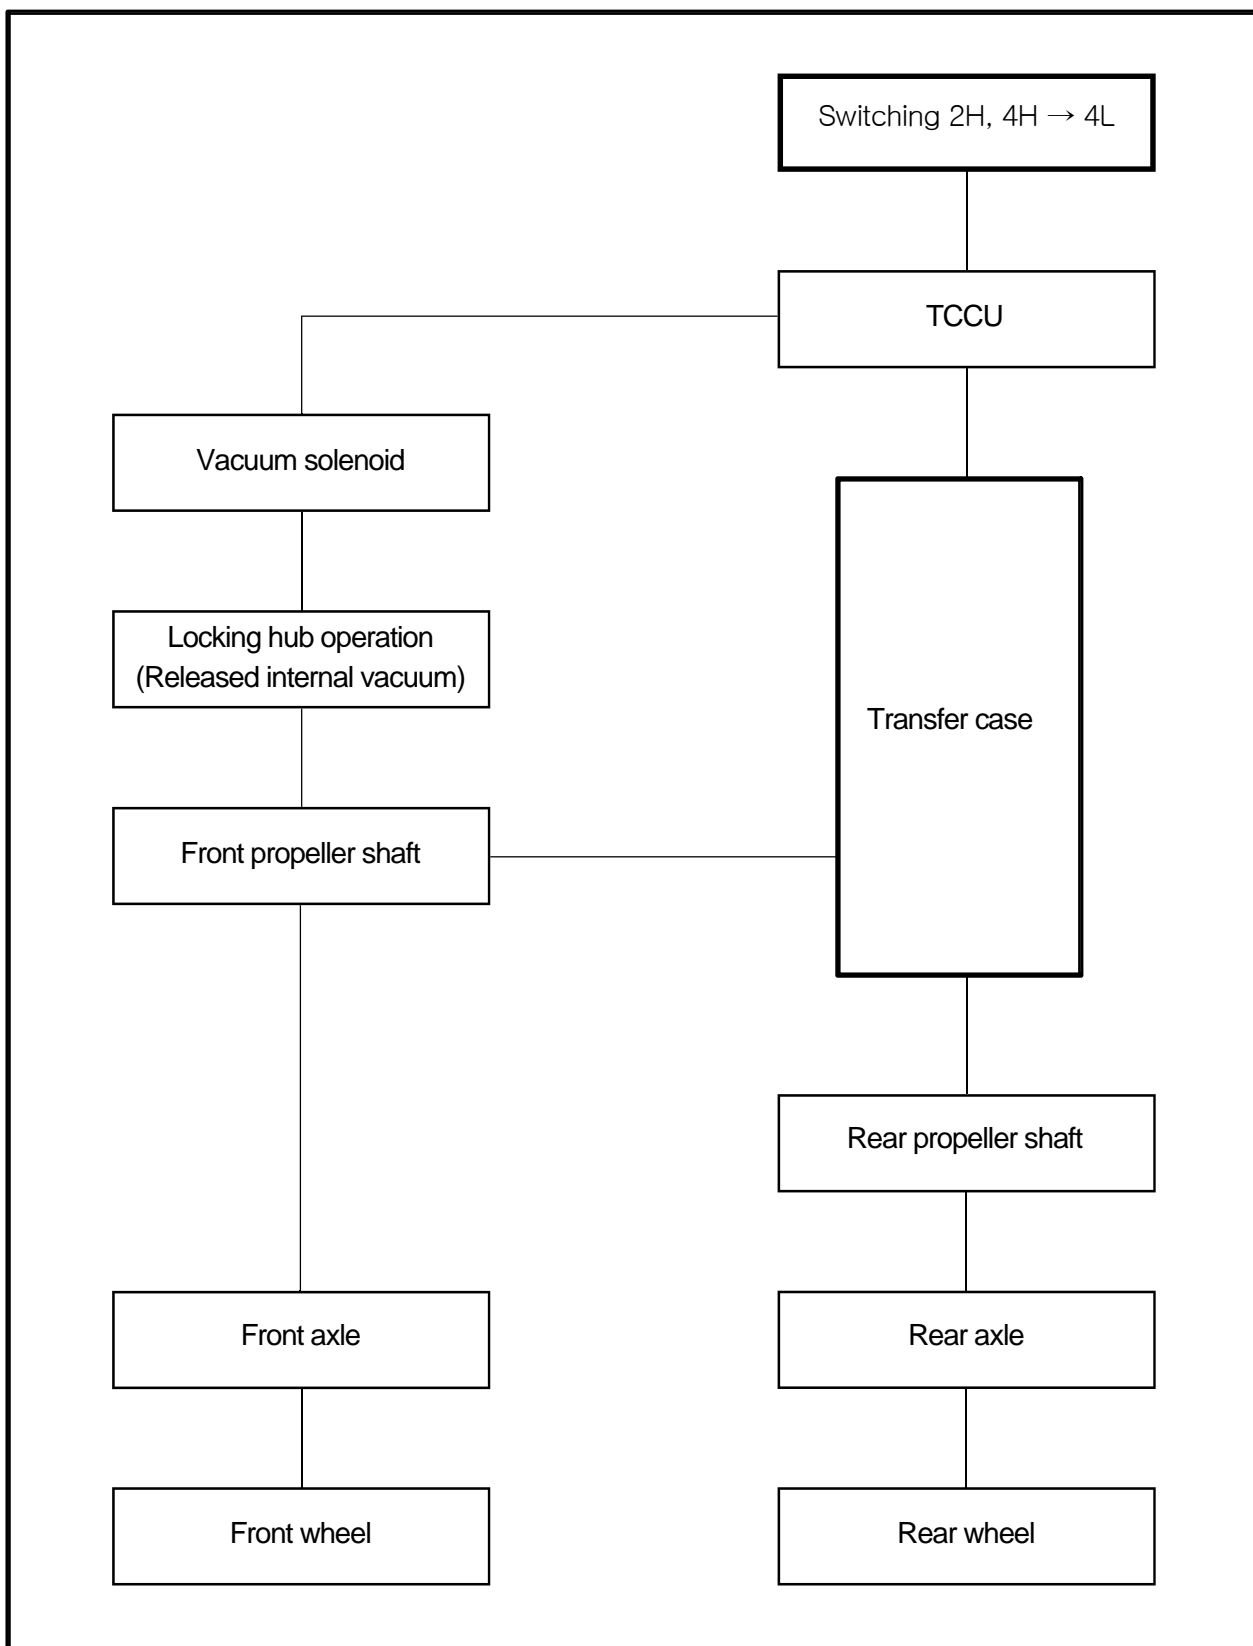 Switching 2H, 4H → 4L
TCCU
Vacuum solenoid
Locking hub operation
(Released internal vacuum)
Transfer case
Front propeller shaft
Rear propeller shaft
Front axle
Rear axle
Front wheel
Rear wheel